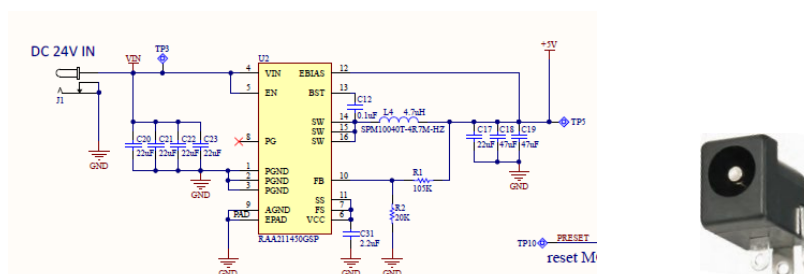 DC 24V IN
VIN
TP3
J1
C20
22uF
C21
22uF
C22
22uF
C23
22uF
GND
GND
U2
4 VIN
5 EN
8 PG
1 PGND
2 PGND
3 PGND
9 AGND
PAD EPAD
EBIAS 12
BST 13
SW 14
SW 15
SW 16
FB 10
SS 11
FS 7
VCC 6
RAA211450GSP
GND
C12
0.1uF
L4 4.7uH
SPM10040T-4R7M-HZ
+5V
C17
22uF
C18
47uF
C19
47uF
TP5
GND
R1
105K
R2
20K
C31
2.2uF
GND
GND
TP10 PRESET
reset M